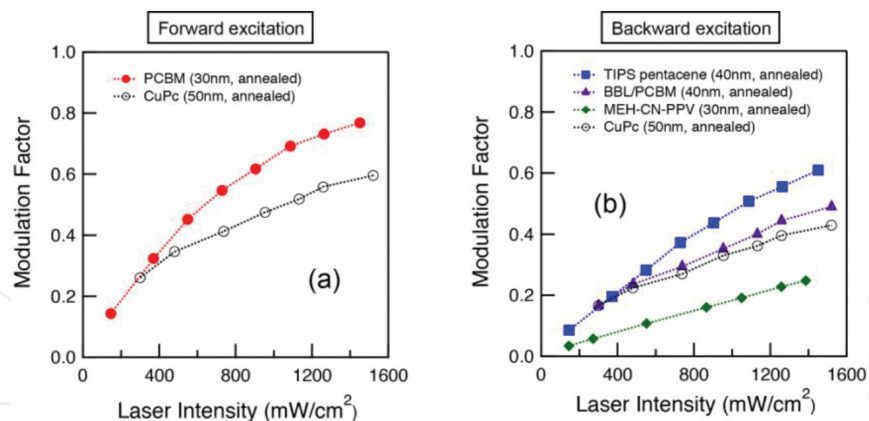 Forward excitation
1.0
0.8
0.6
0.4
0.2
0.0
Modulation Factor
PCBM (30nm, annealed)
CuPc (50nm, annealed)
(a)
0 400 800 1200 1600
Laser Intensity (mW/cm²)
Backward excitation
1.0
0.8
0.6
0.4
0.2
0.0
Modulation Factor
TIPS pentacene (40nm, annealed)
BBL/PCBM (40nm, annealed)
MEH-CN-PPV (30nm, annealed)
CuPc (50nm, annealed)
(b)
0 400 800 1200 1600
Laser Intensity (mW/cm²)